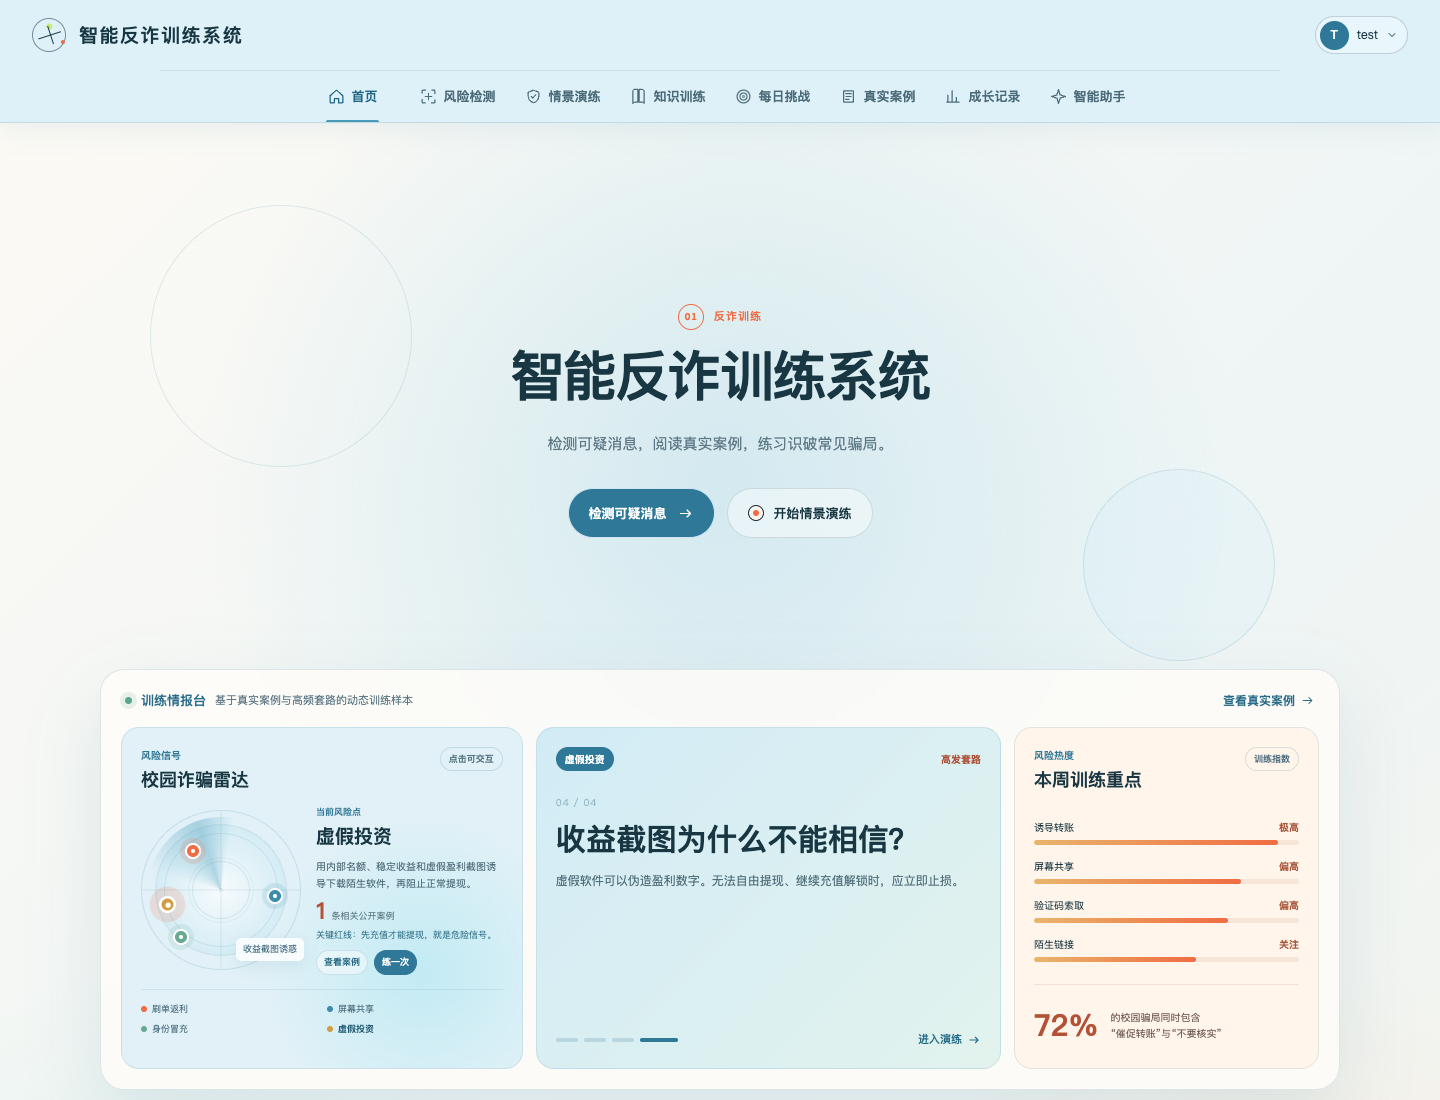 智能反诈训练系统
T test
首页 风险检测 情景演练 知识训练 每日挑战 真实案例 成长记录 智能助手
01 反诈训练
智能反诈训练系统
检测可疑消息，阅读真实案例，练习识破常见骗局。
检测可疑消息 →
开始情景演练
训练情报台 基于真实案例与高频套路的动态训练样本
查看真实案例 →
风险信号
校园诈骗雷达
点击可交互
收益截图诱惑
当前风险点
虚假投资
用内部名额、稳定收益和虚假盈利截图诱
导下载陌生软件，再阻止正常提现。
1 条相关公开案例
关键红线：先充值才能提现，就是危险信号。
查看案例 练一次
刷单返利 屏幕共享
身份冒充 虚假投资
虚假投资
高发套路
04 / 04
收益截图为什么不能相信？
虚假软件可以伪造盈利数字。无法自由提现、继续充值解锁时，应立即止损。
进入演练 →
风险热度
本周训练重点
训练指数
诱导转账 极高
屏幕共享 偏高
验证码索取 偏高
陌生链接 关注
72%
的校园骗局同时包含
“催促转账”与“不要核实”